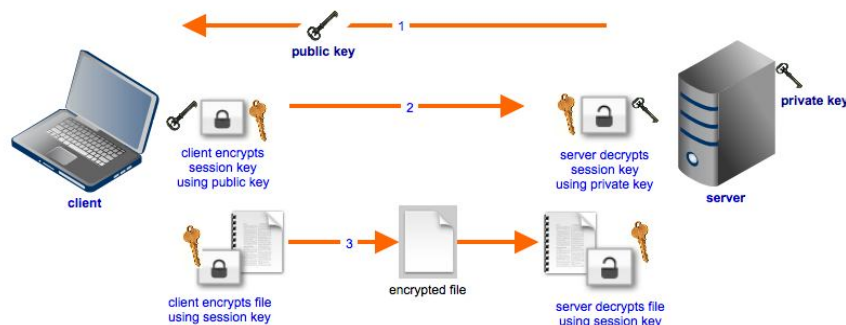 1
public key
private key
2
client encrypts
session key
using public key
server decrypts
session key
using private key
client
server
3
encrypted file
client encrypts file
using session key
server decrypts file
using session key